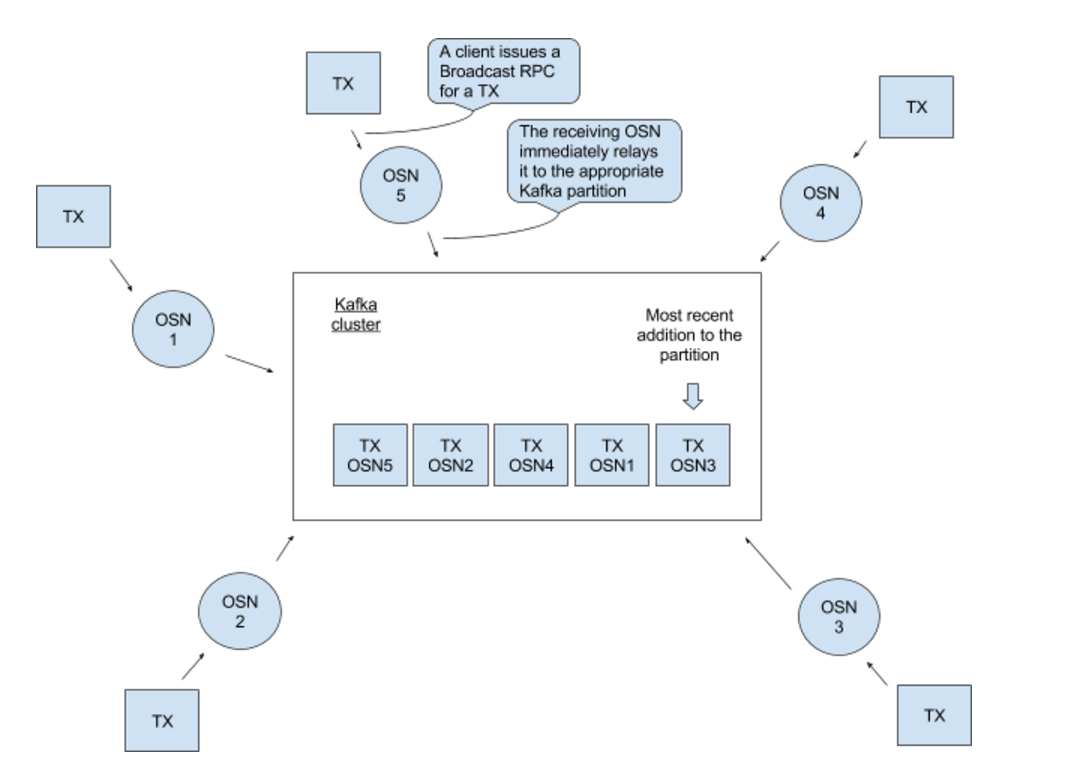 TX
A client issues a
Broadcast RPC
for a TX
TX
The receiving OSN
immediately relays
it to the appropriate
Kafka partition
OSN
5
OSN
4
TX
OSN
1
Kafka
cluster
Most recent
addition to the
partition
TX
OSN5
TX
OSN2
TX
OSN4
TX
OSN1
TX
OSN3
OSN
2
OSN
3
TX
TX